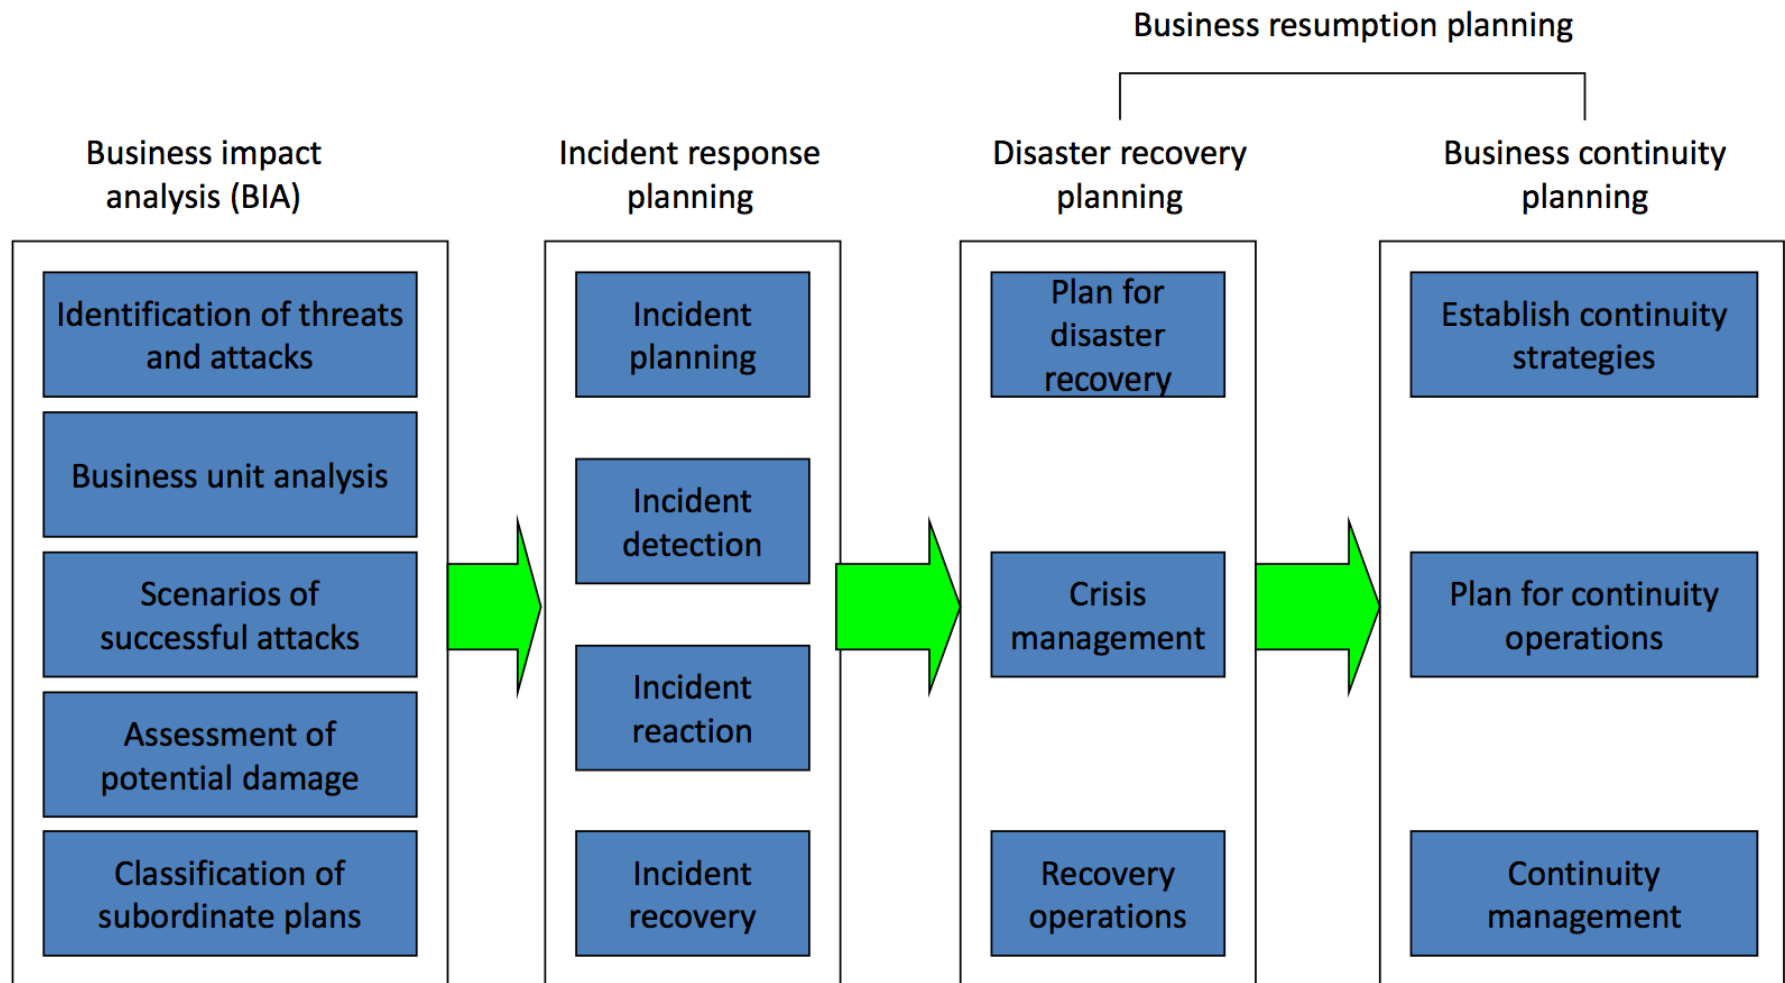 Business resumption planning
Business impact
analysis (BIA)
Incident response
planning
Disaster recovery
planning
Business continuity
planning
Identification of threats
and attacks
Business unit analysis
Scenarios of
successful attacks
Assessment of
potential damage
Classification of
subordinate plans
Incident
planning
Incident
detection
Incident
reaction
Incident
recovery
Plan for
disaster
recovery
Crisis
management
Recovery
operations
Establish continuity
strategies
Plan for continuity
operations
Continuity
management